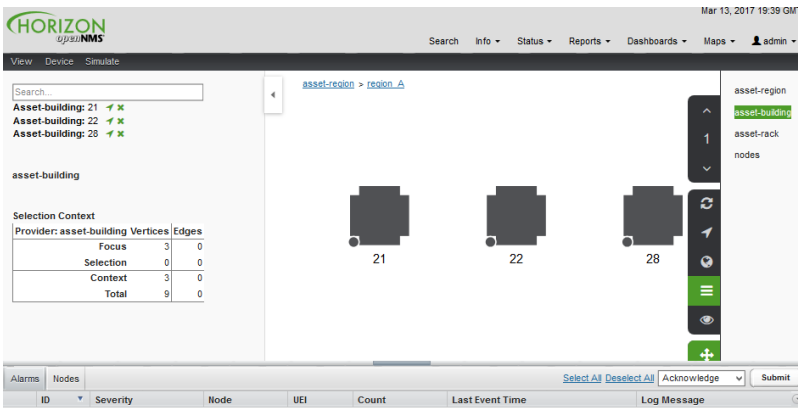 Mar 13, 2017 19:39 GMT
HORIZON
openNMS
Search Info Status Reports Dashboards Maps admin
View Device Simulate
Search...
Asset-building: 21
Asset-building: 22
Asset-building: 28
asset-building
Selection Context
Provider: asset-building Vertices Edges
Focus 3 0
Selection 0 0
Context 3 0
Total 9 0
asset-region > region_A
21 22 28
1
asset-region
asset-building
asset-rack
nodes
Alarms Nodes
Select All Deselect All Acknowledge Submit
ID Severity Node UEI Count Last Event Time Log Message